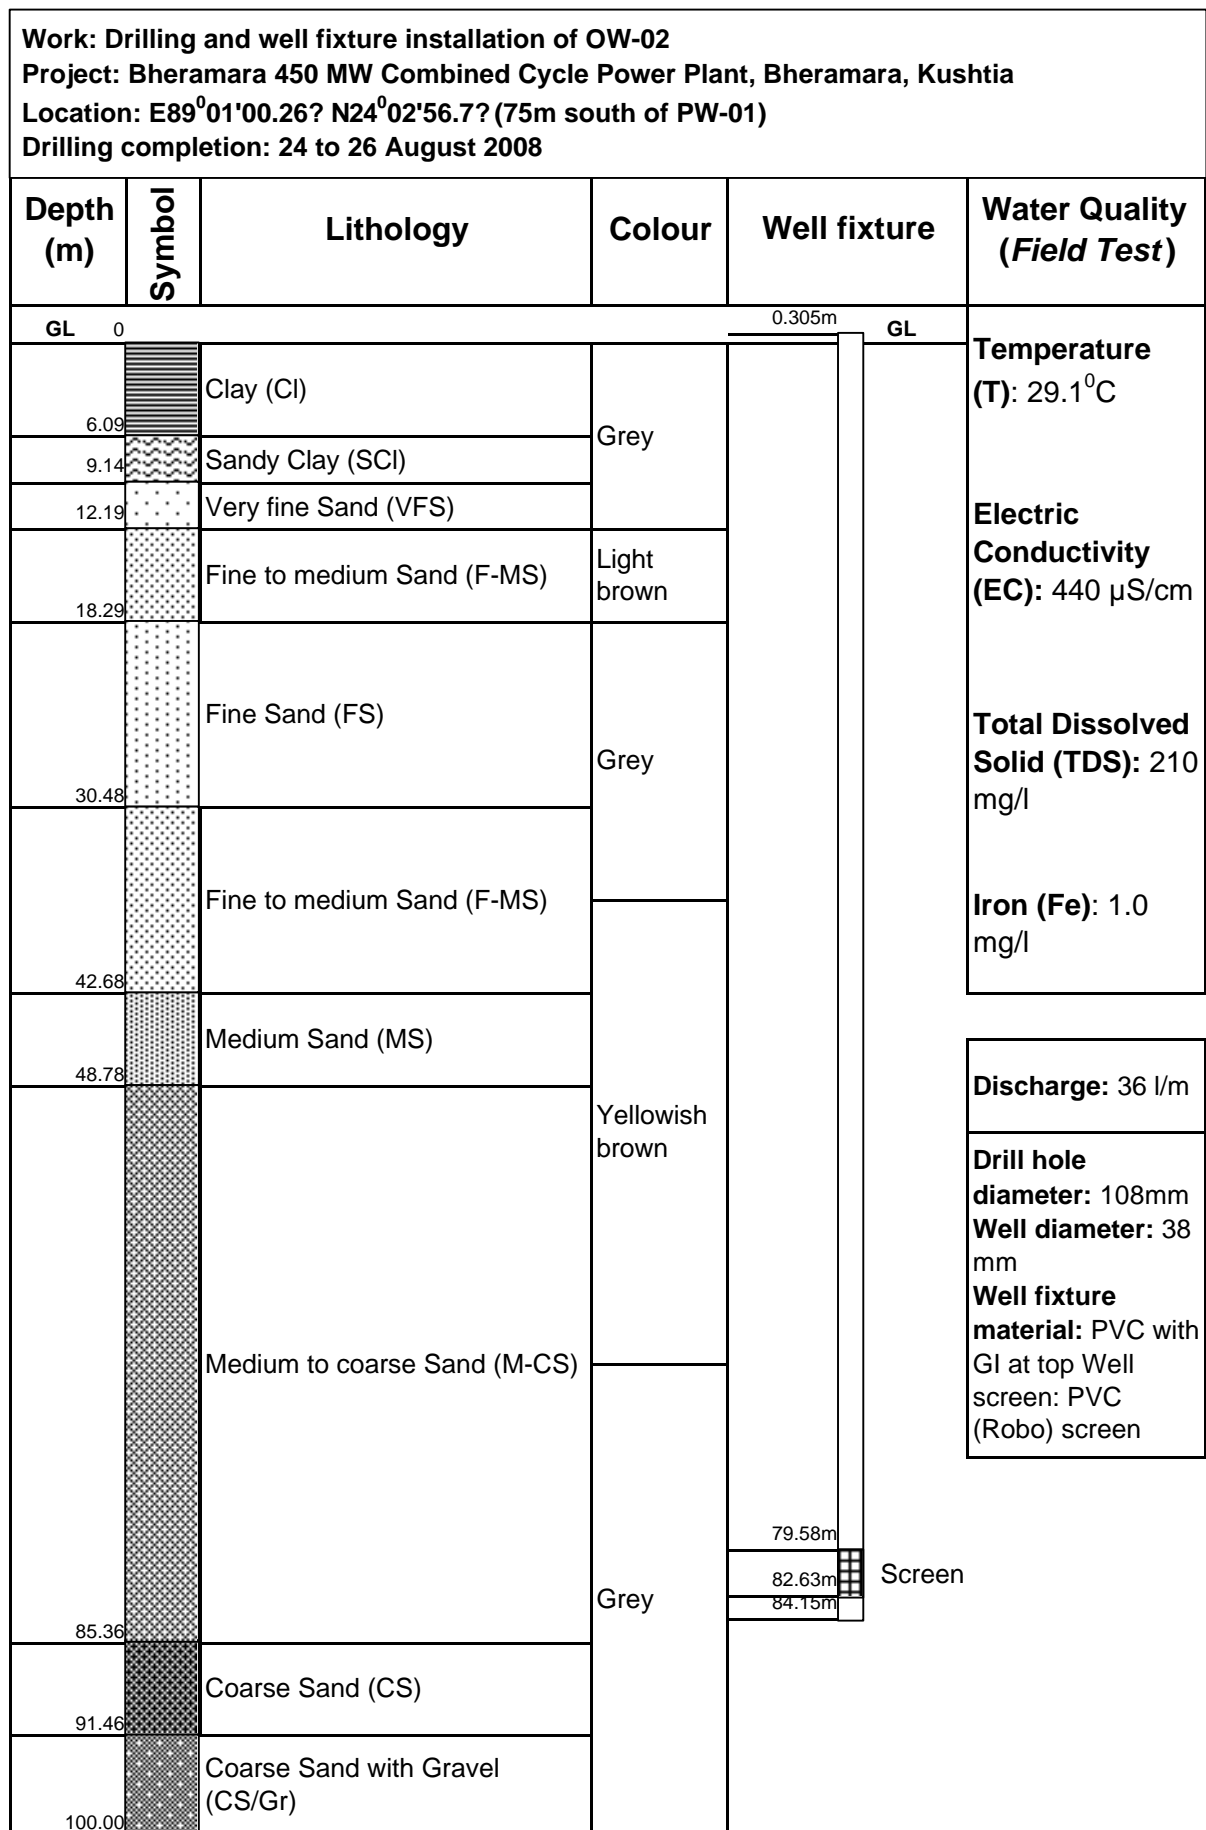 Work: Drilling and well fixture installation of OW-02
Project: Bheramara 450 MW Combined Cycle Power Plant, Bheramara, Kushtia
Location: E89⁰01'00.26? N24⁰02'56.7? (75m south of PW-01)
Drilling completion: 24 to 26 August 2008
Depth
(m)
Symbol
Lithology
Colour
Well fixture
Water Quality
(Field Test)
GL 0
0.305m
GL
Clay (Cl)
6.09
Grey
Sandy Clay (SCl)
9.14
Very fine Sand (VFS)
12.19
Fine to medium Sand (F-MS)
18.29
Light
brown
Fine Sand (FS)
30.48
Grey
Fine to medium Sand (F-MS)
42.68
Medium Sand (MS)
48.78
Yellowish
brown
Medium to coarse Sand (M-CS)
85.36
Grey
Coarse Sand (CS)
91.46
Coarse Sand with Gravel
(CS/Gr)
100.00
79.58m
82.63m
84.15m
Screen
Temperature
(T): 29.1⁰C
Electric
Conductivity
(EC): 440 µS/cm
Total Dissolved
Solid (TDS): 210
mg/l
Iron (Fe): 1.0
mg/l
Discharge: 36 l/m
Drill hole
diameter: 108mm
Well diameter: 38
mm
Well fixture
material: PVC with
GI at top Well
screen: PVC
(Robo) screen